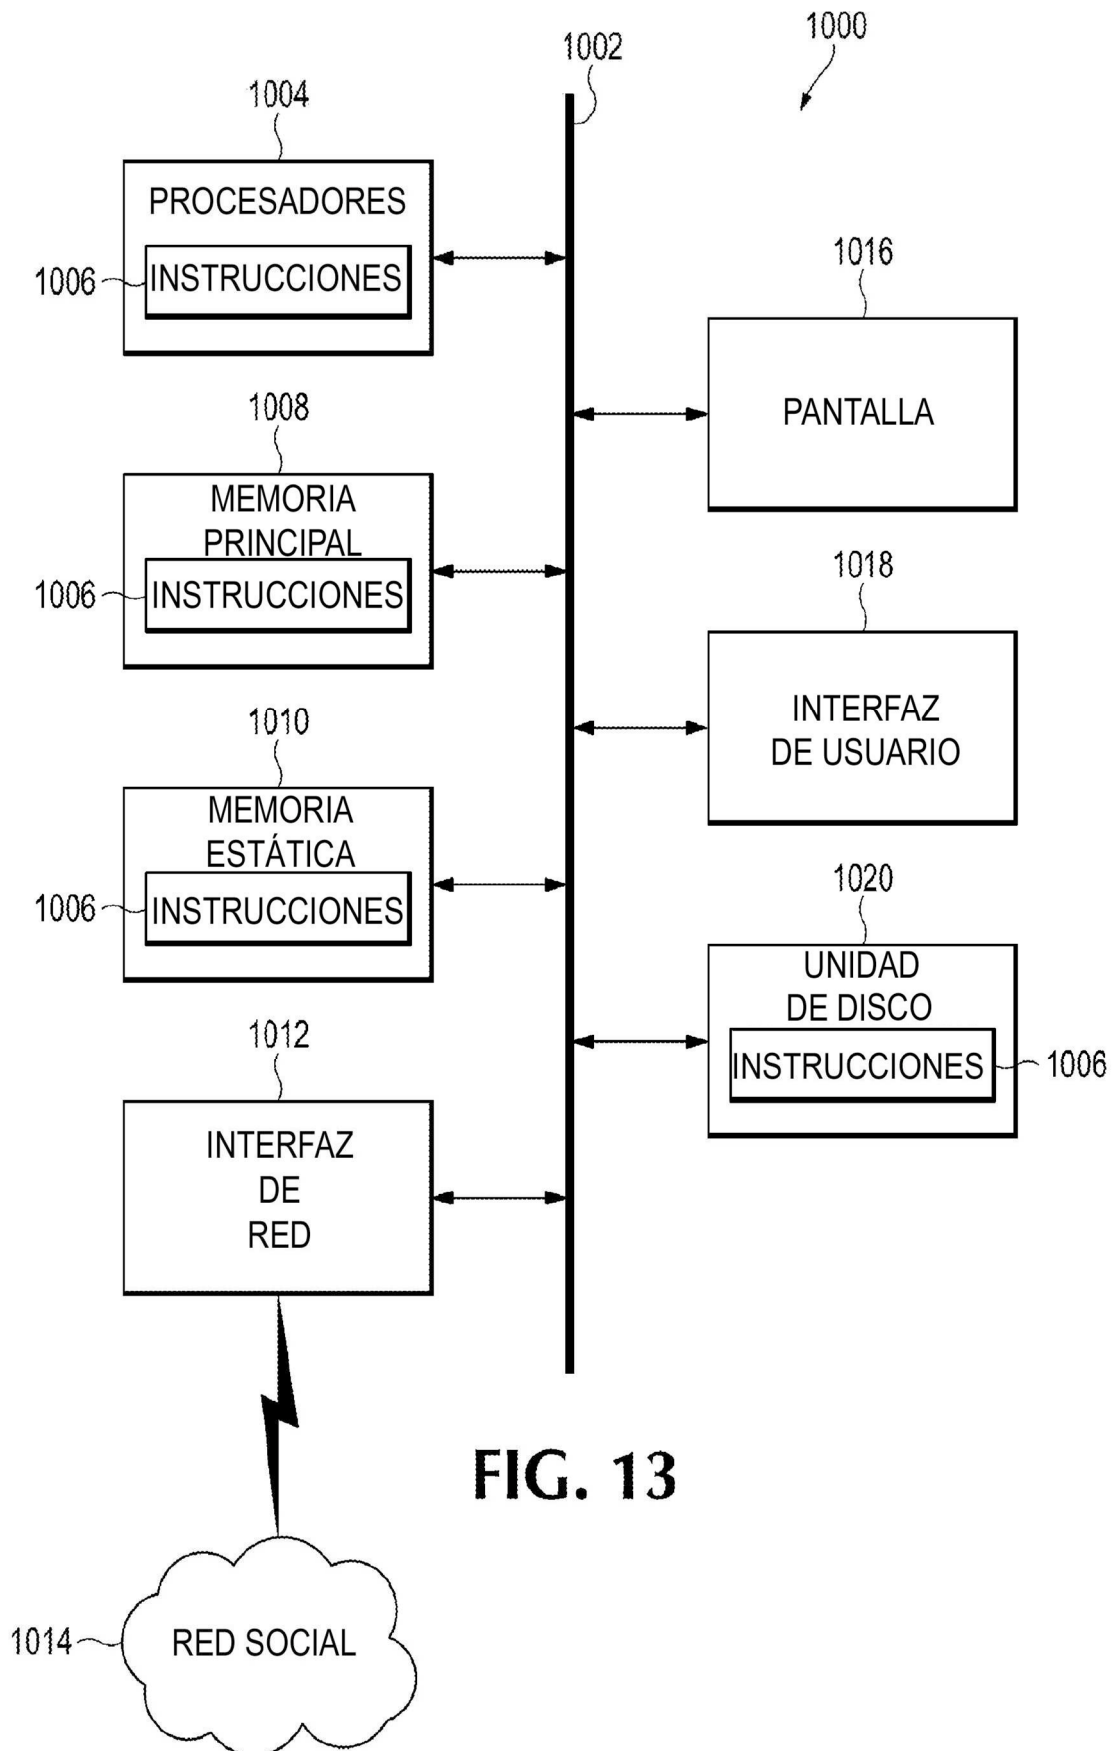 1000
1002
1004
PROCESADORES
1006
INSTRUCCIONES
1016
PANTALLA
1008
MEMORIA
PRINCIPAL
1006
INSTRUCCIONES
1018
INTERFAZ
DE USUARIO
1010
MEMORIA
ESTÁTICA
1006
INSTRUCCIONES
1020
UNIDAD
DE DISCO
INSTRUCCIONES
1006
1012
INTERFAZ
DE
RED
FIG. 13
1014
RED SOCIAL